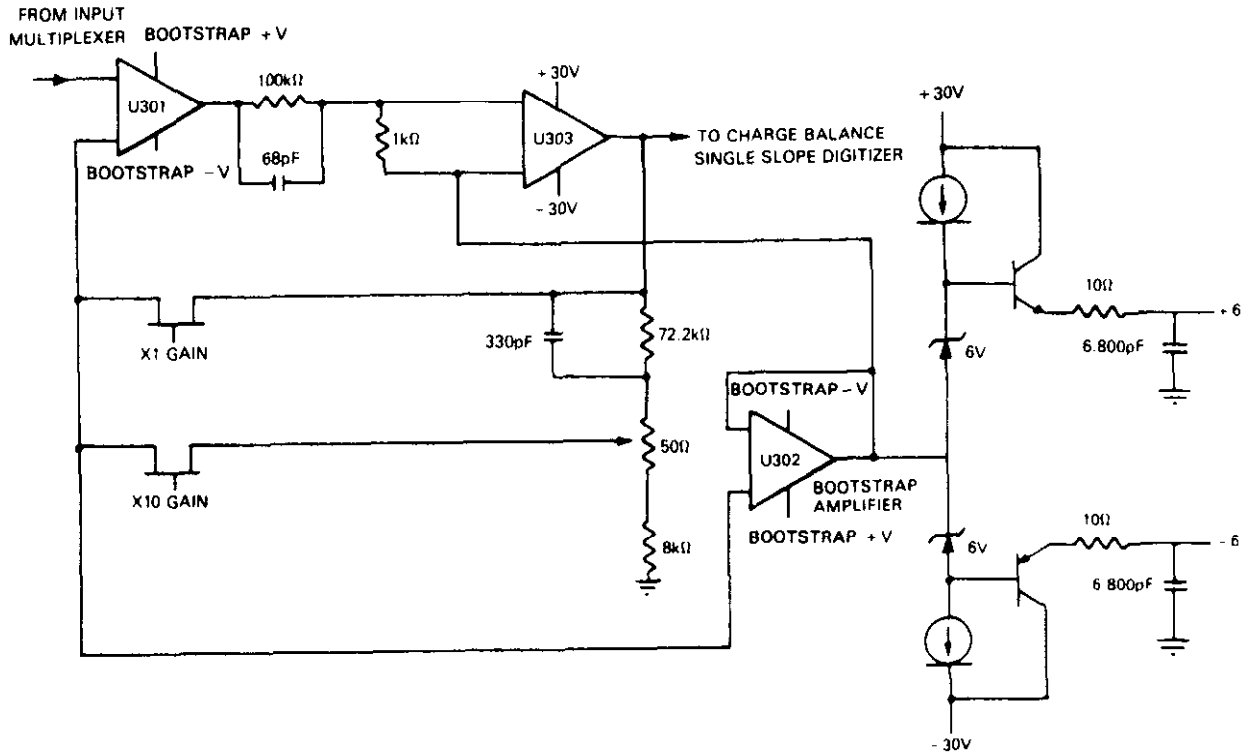 FROM INPUT
MULTIPLEXER
BOOTSTRAP +V
U301
BOOTSTRAP -V
100kΩ
68pF
1kΩ
+30V
U303
-30V
TO CHARGE BALANCE
SINGLE SLOPE DIGITIZER
X1 GAIN
330pF
72.2kΩ
X10 GAIN
50Ω
8kΩ
BOOTSTRAP-V
U302
BOOTSTRAP
AMPLIFIER
BOOTSTRAP +V
+30V
10Ω
+6
6.800pF
6V
6V
10Ω
-6
6 800pF
-30V